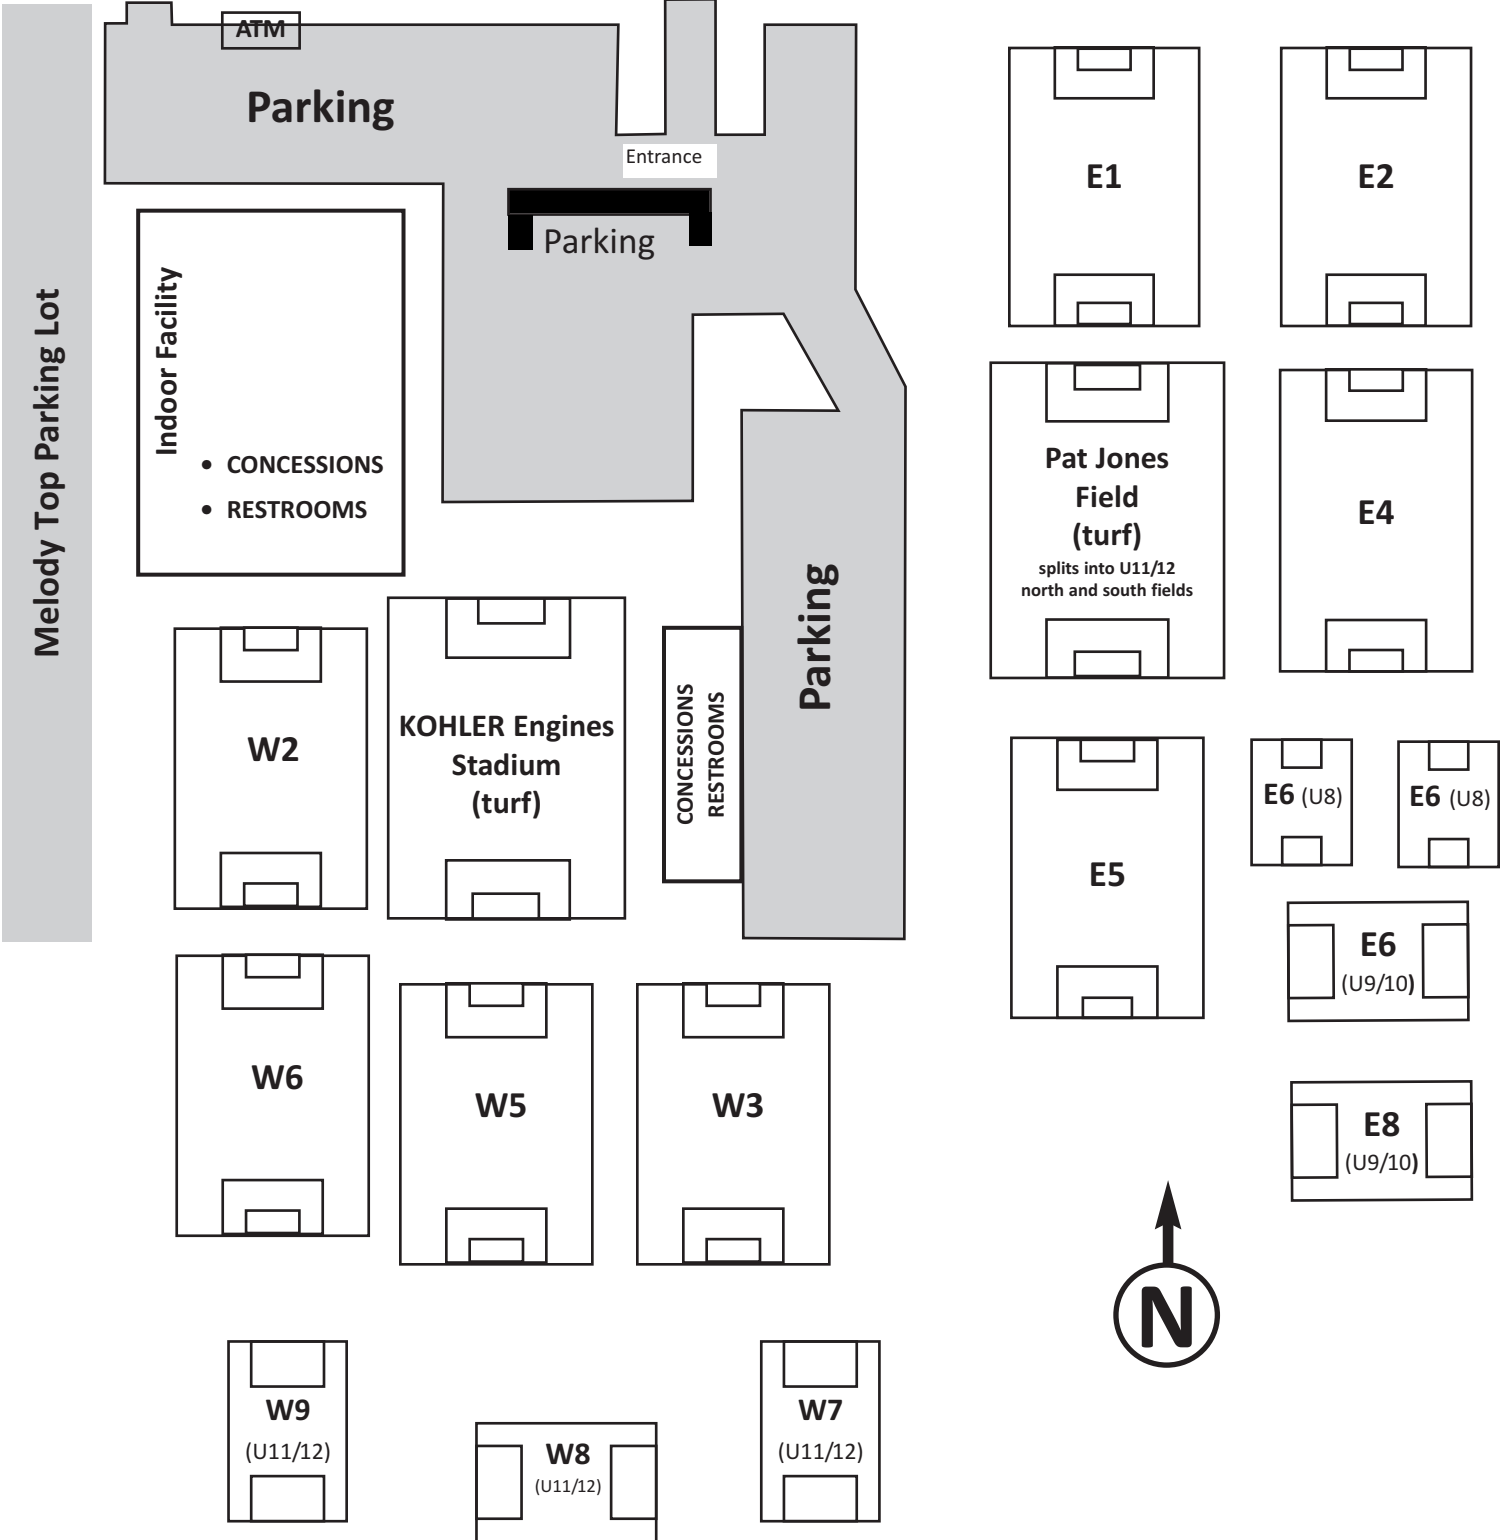 ATM
Parking
Entrance
Parking
Melody Top Parking Lot
Indoor Facility
• CONCESSIONS
• RESTROOMS
E1
E2
Pat Jones
Field
(turf)
splits into U11/12
north and south fields
E4
Parking
W2
KOHLER Engines
Stadium
(turf)
CONCESSIONS
RESTROOMS
E5
E6 (U8)
E6 (U8)
E6
(U9/10)
E8
(U9/10)
W6
W5
W3
N
W9
(U11/12)
W8
(U11/12)
W7
(U11/12)